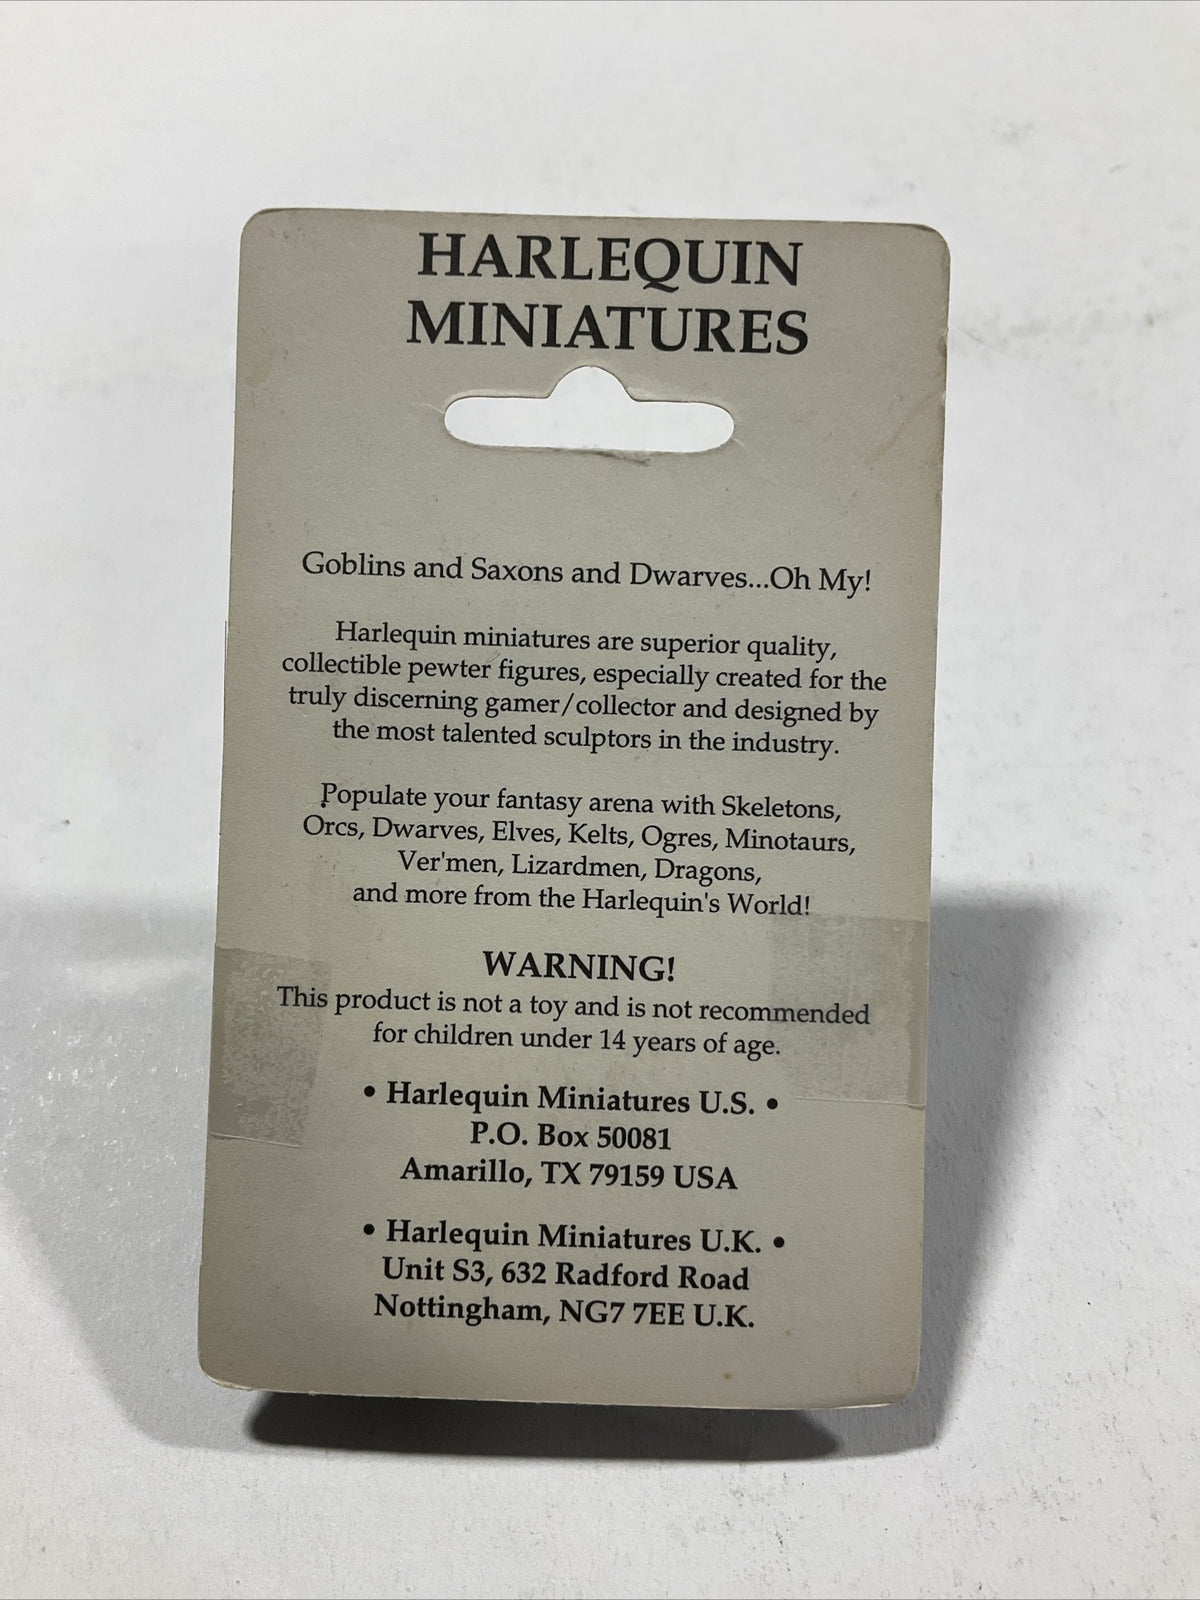 HARLEQUIN
MINIATURES
Goblins and Saxons and Dwarves...Oh My!
Harlequin miniatures are superior quality,
collectible pewter figures, especially created for the
truly discerning gamer/collector and designed by
the most talented sculptors in the industry.
Populate your fantasy arena with Skeletons,
Orcs, Dwarves, Elves, Kelts, Ogres, Minotaurs,
Ver'men, Lizardmen, Dragons,
and more from the Harlequin's World!
WARNING!
This product is not a toy and is not recommended
for children under 14 years of age.
• Harlequin Miniatures U.S. •
P.O. Box 50081
Amarillo, TX 79159 USA
• Harlequin Miniatures U.K. •
Unit S3, 632 Radford Road
Nottingham, NG7 7EE U.K.